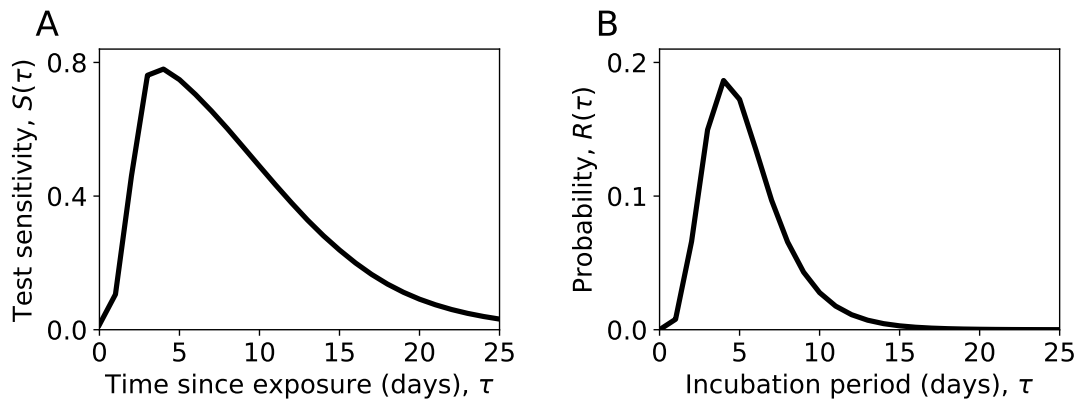 A
Test sensitivity, S(τ)
0.8
0.4
0.0
0 5 10 15 20 25
Time since exposure (days), τ
B
Probability, R(τ)
0.2
0.1
0.0
0 5 10 15 20 25
Incubation period (days), τ